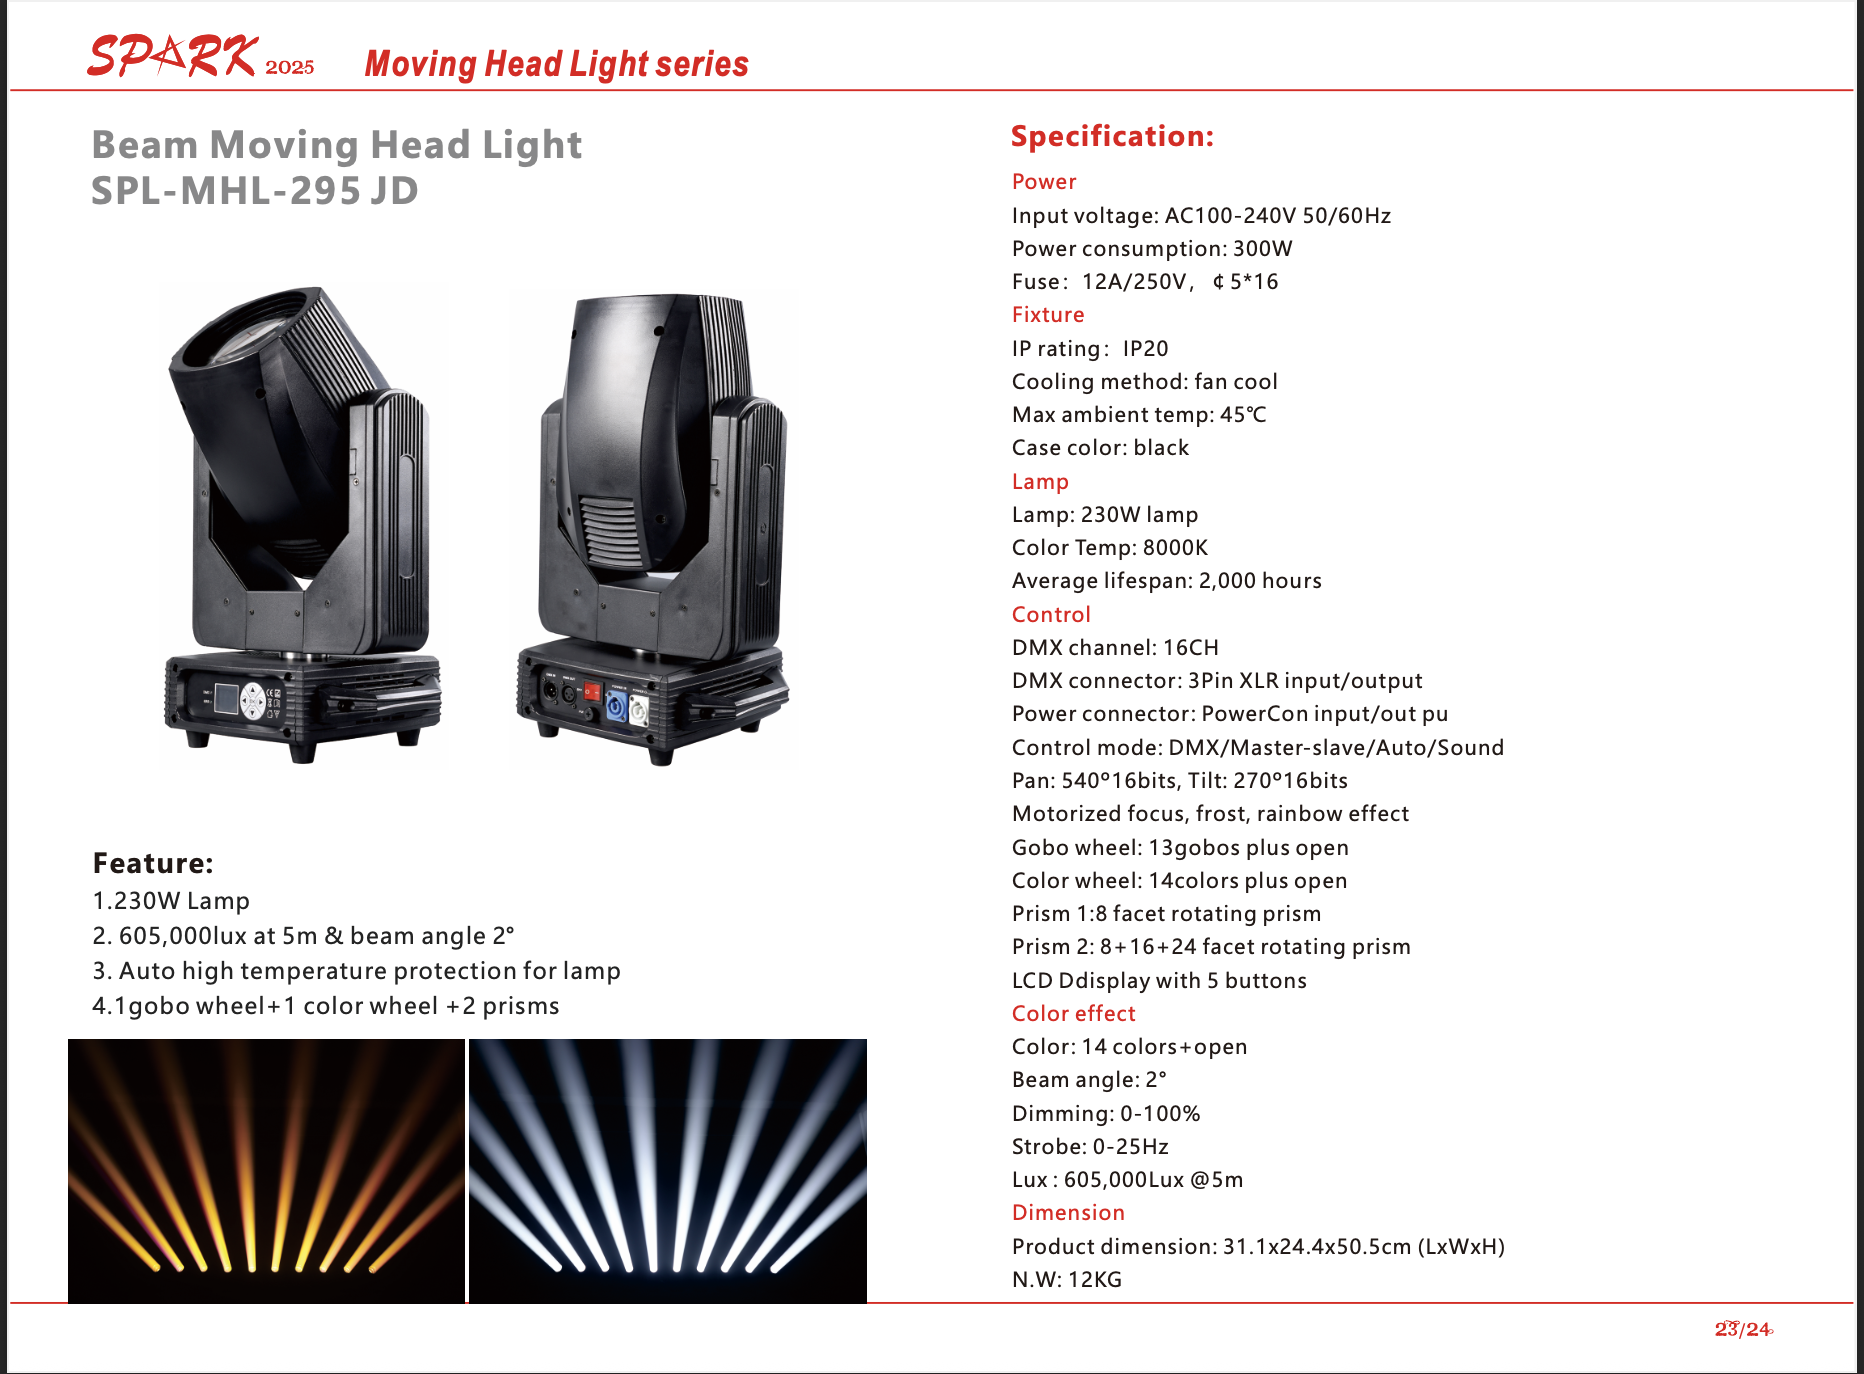 SPARK 2025 Moving Head Light series
Beam Moving Head Light
SPL-MHL-295 JD
Feature:
1.230W Lamp
2. 605,000lux at 5m & beam angle 2°
3. Auto high temperature protection for lamp
4.1gobo wheel+1 color wheel +2 prisms
Specification:
Power
Input voltage: AC100-240V 50/60Hz
Power consumption: 300W
Fuse: 12A/250V, ¢ 5*16
Fixture
IP rating: IP20
Cooling method: fan cool
Max ambient temp: 45℃
Case color: black
Lamp
Lamp: 230W lamp
Color Temp: 8000K
Average lifespan: 2,000 hours
Control
DMX channel: 16CH
DMX connector: 3Pin XLR input/output
Power connector: PowerCon input/out pu
Control mode: DMX/Master-slave/Auto/Sound
Pan: 540º16bits, Tilt: 270º16bits
Motorized focus, frost, rainbow effect
Gobo wheel: 13gobos plus open
Color wheel: 14colors plus open
Prism 1:8 facet rotating prism
Prism 2: 8+16+24 facet rotating prism
LCD Ddisplay with 5 buttons
Color effect
Color: 14 colors+open
Beam angle: 2°
Dimming: 0-100%
Strobe: 0-25Hz
Lux : 605,000Lux @5m
Dimension
Product dimension: 31.1x24.4x50.5cm (LxWxH)
N.W: 12KG
23/24